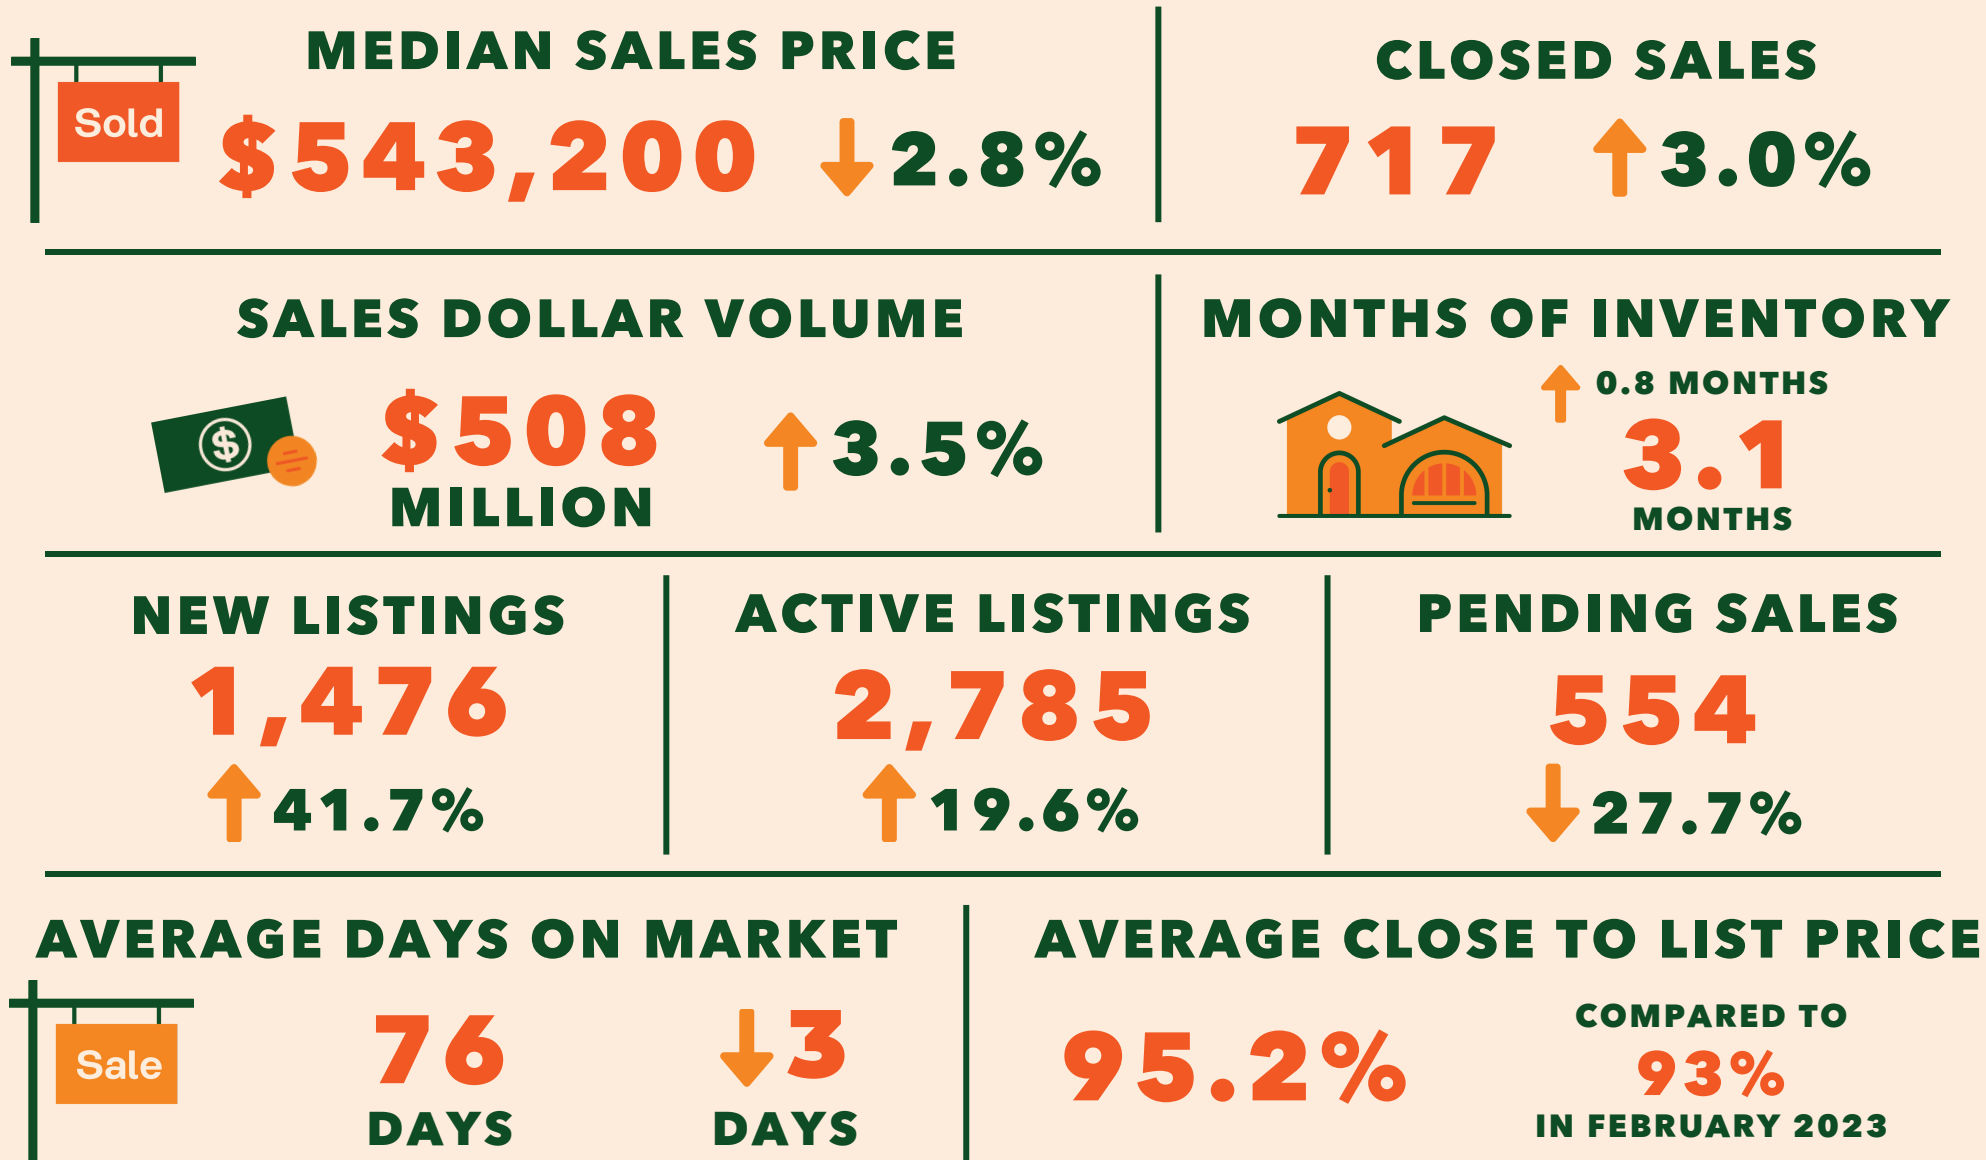 Sold
MEDIAN SALES PRICE
$543,200 2.8%
CLOSED SALES
717 3.0%
SALES DOLLAR VOLUME
$
$508
MILLION
3.5%
MONTHS OF INVENTORY
0.8 MONTHS
3.1
MONTHS
NEW LISTINGS
1,476
41.7%
ACTIVE LISTINGS
2,785
19.6%
PENDING SALES
554
27.7%
AVERAGE DAYS ON MARKET
Sale
76
DAYS
3
DAYS
AVERAGE CLOSE TO LIST PRICE
95.2%
COMPARED TO
93%
IN FEBRUARY 2023